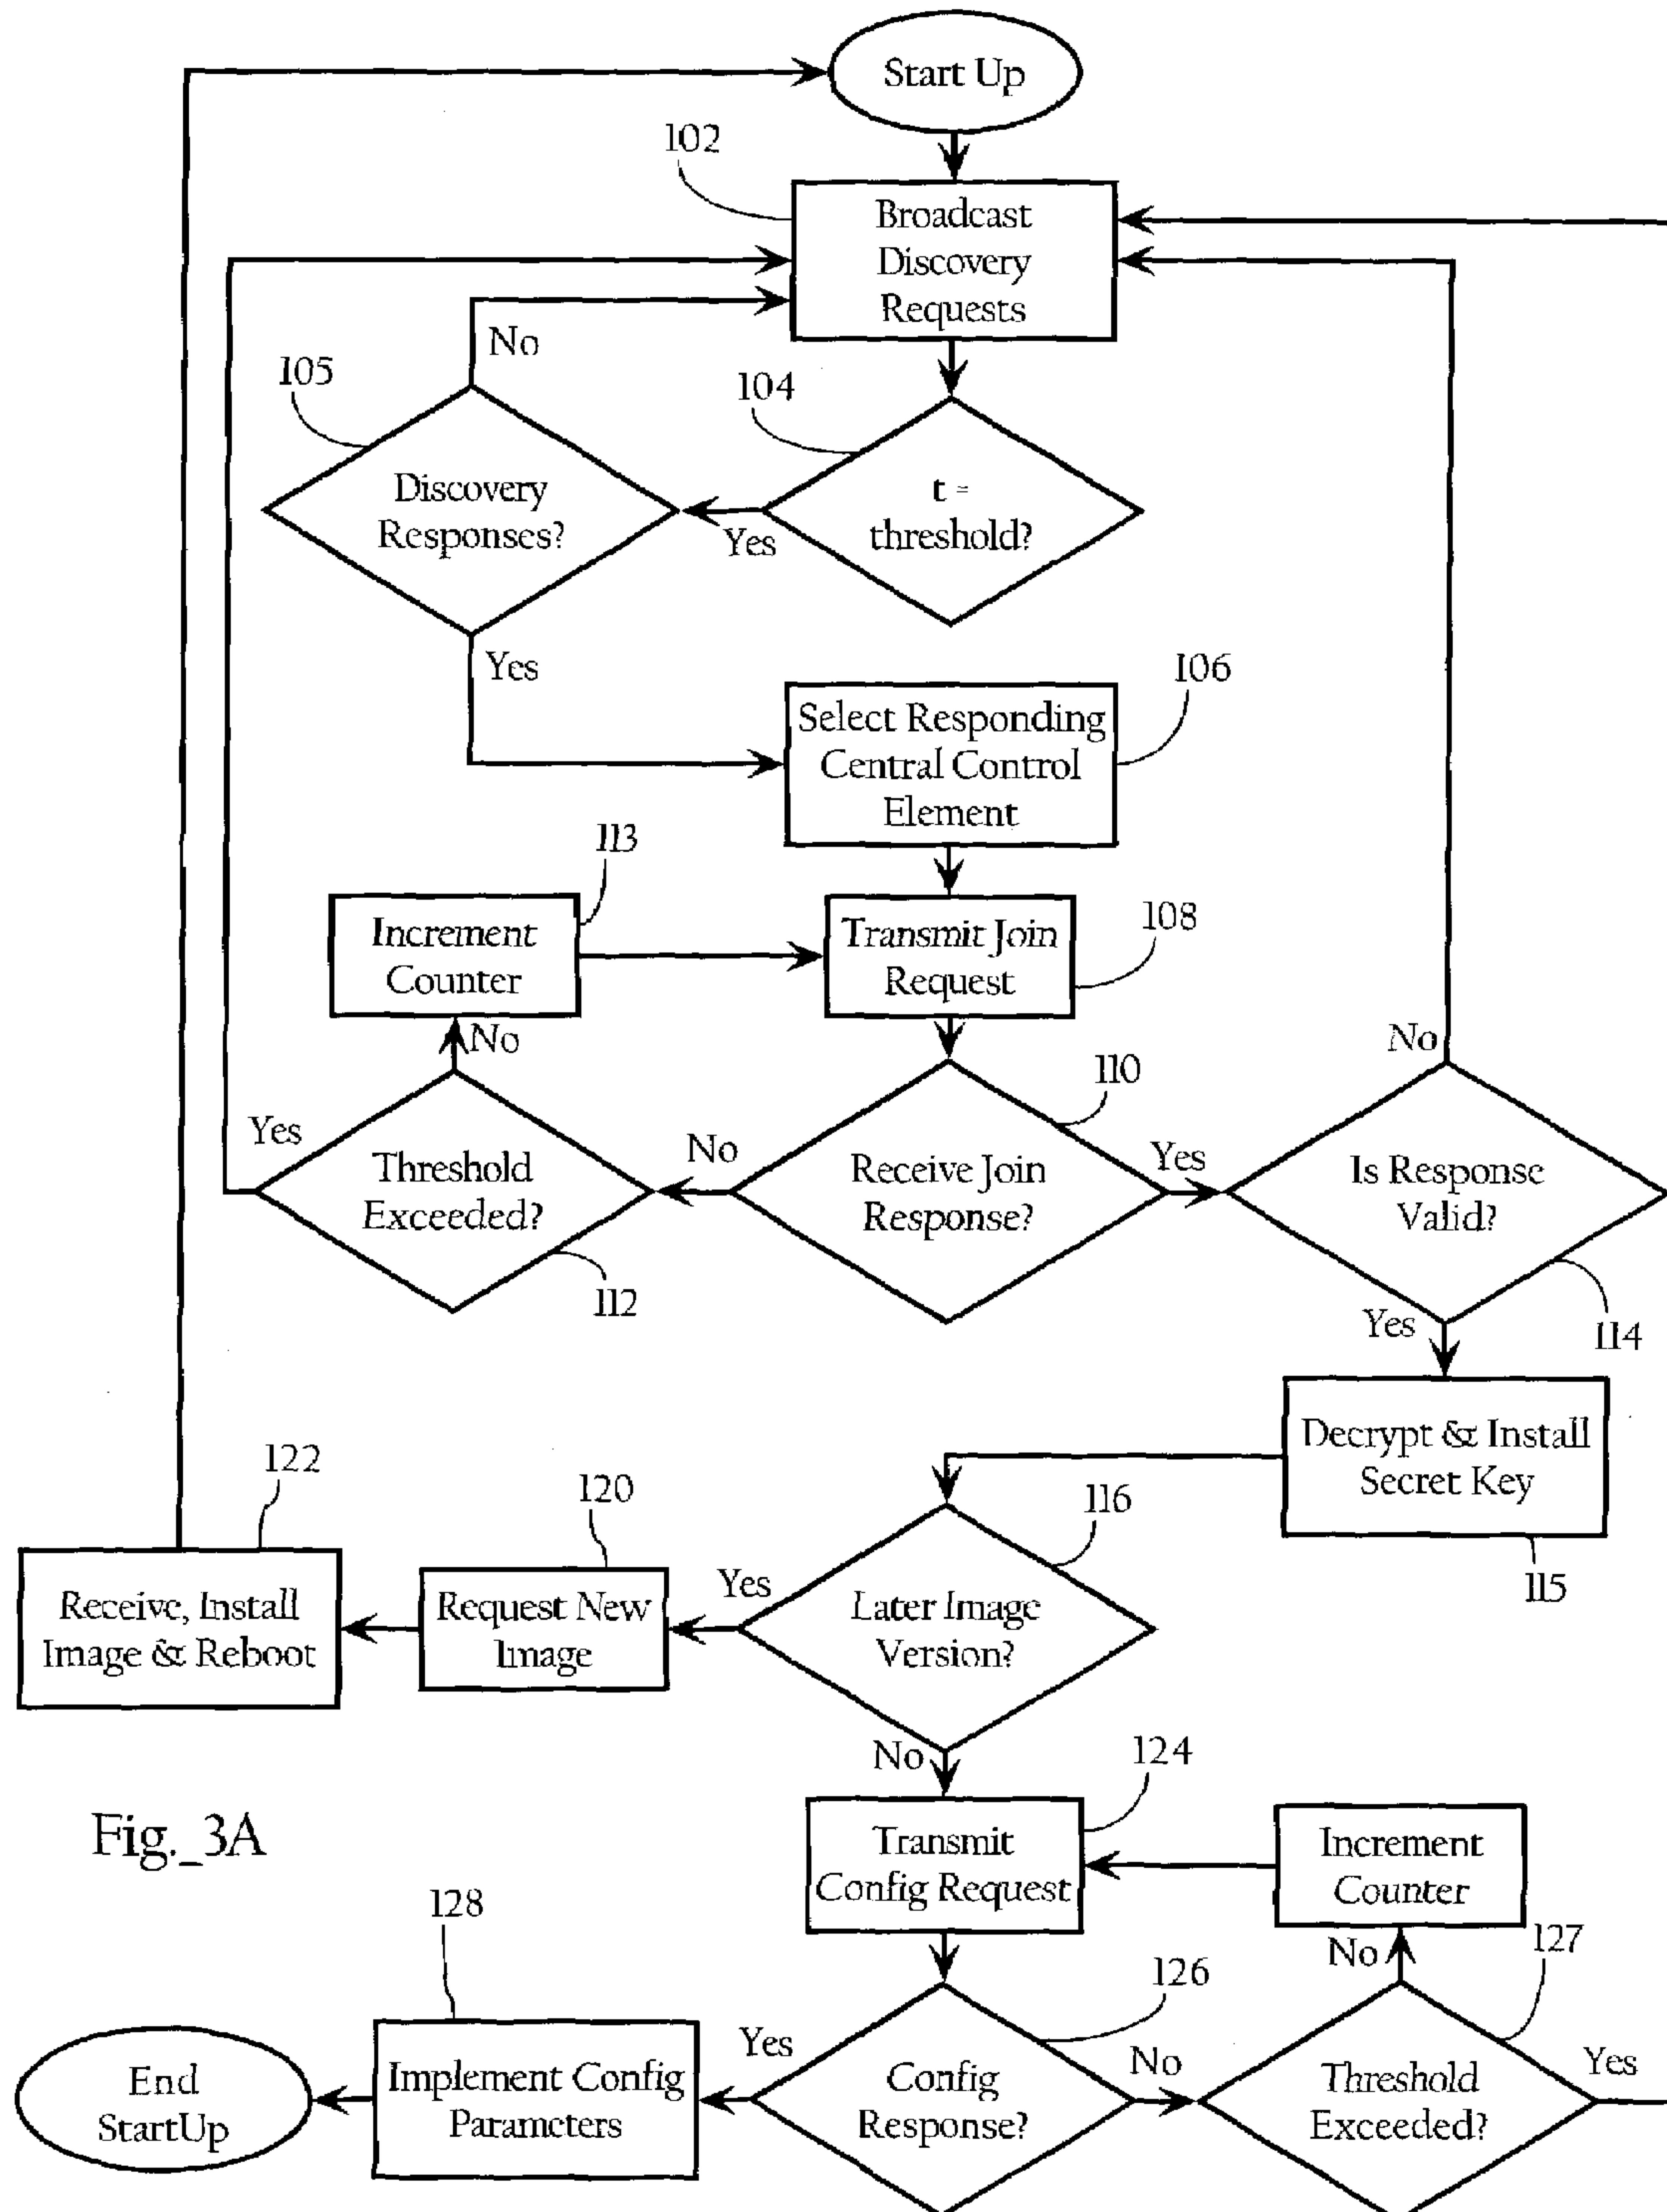 Start Up
102
Broadcast
Discovery
Requests
No
105
104
Discovery
Responses?
Yes
t =
threshold?
Yes
106
Select Responding
Central Control
Element
113
Increment
Counter
108
Transmit Join
Request
No
No
110
Yes
Threshold
Exceeded?
No
Receive Join
Response?
Yes
Is Response
Valid?
112
Yes
114
Decrypt & Install
Secret Key
115
122
120
116
Receive, Install
Image & Reboot
Request New
Image
Yes
Later Image
Version?
No
124
Fig._3A
Transmit
Config Request
Increment
Counter
128
No
127
126
End
StartUp
Implement Config
Parameters
Yes
Config
Response?
No
Threshold
Exceeded?
Yes